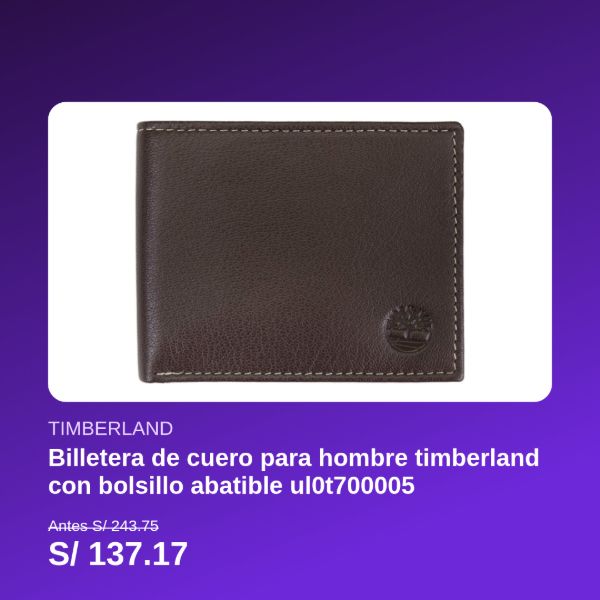 TIMBERLAND
Billetera de cuero para hombre timberland
con bolsillo abatible ul0t700005
Antes S/ 243.75
S/ 137.17